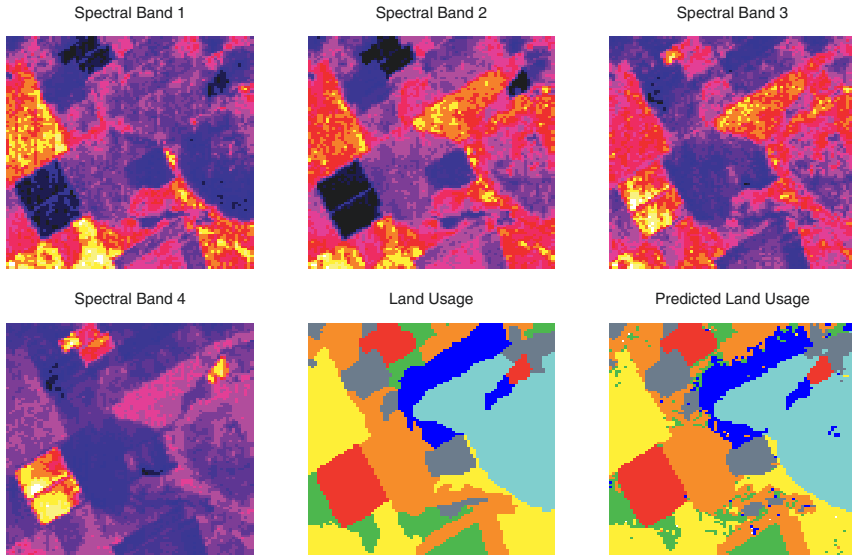 Spectral Band 1
Spectral Band 2
Spectral Band 3
Spectral Band 4
Land Usage
Predicted Land Usage